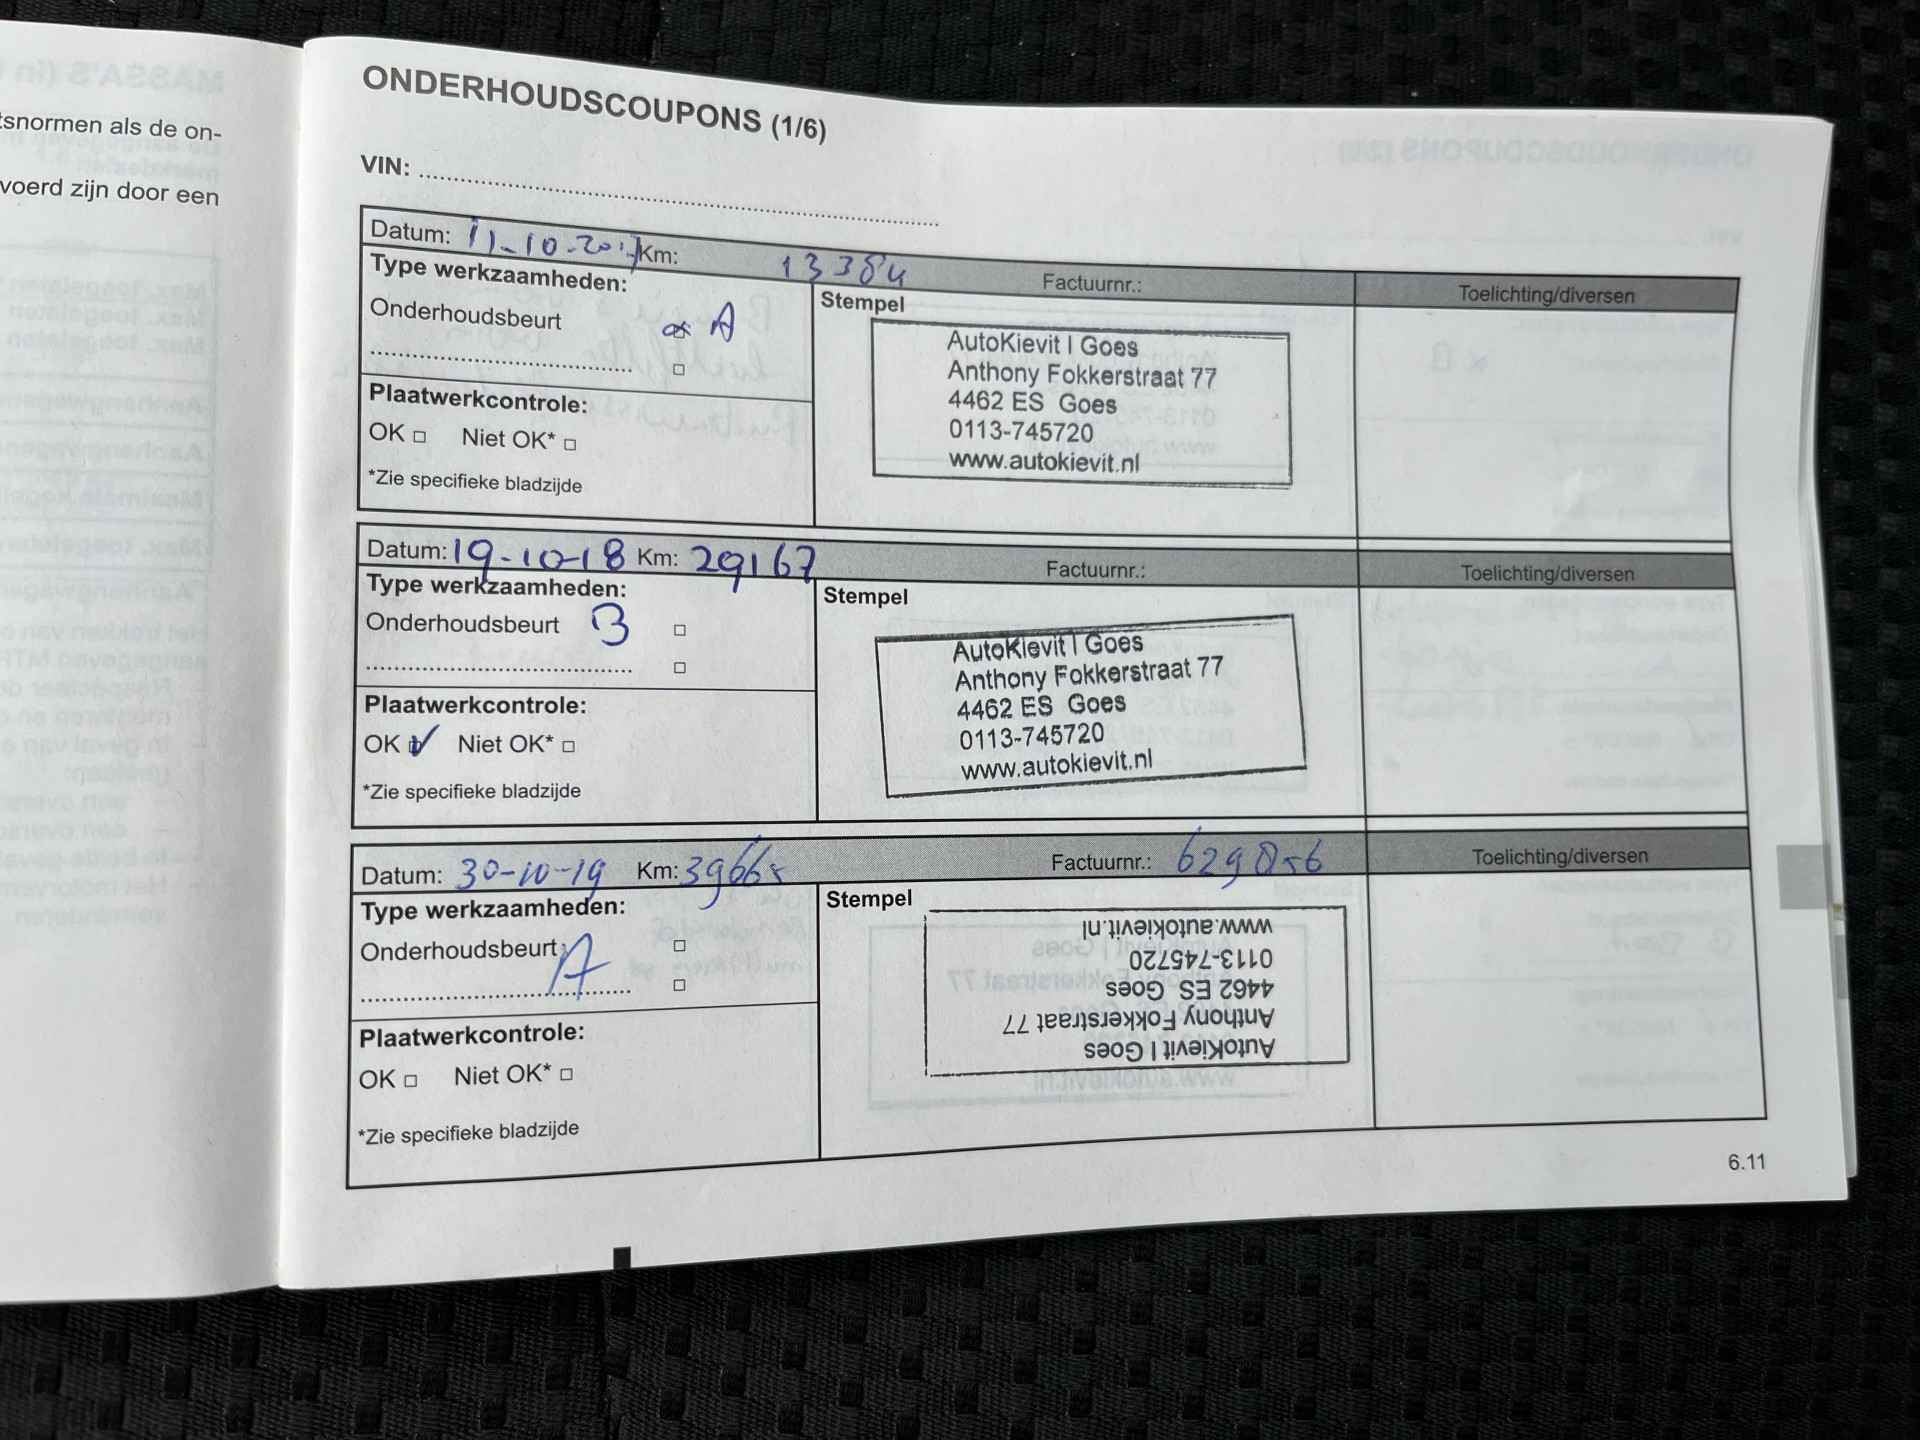 tsnormen als de on-
voerd zijn door een
ONDERHOUDSCOUPONS (1/6)
VIN: ................................................
Datum: 11-10-2017 Km: 13384 Factuurnr.: Toelichting/diversen
Type werkzaamheden:
Onderhoudsbeurt A
Plaatwerkcontrole:
OK □ Niet OK* □
*Zie specifieke bladzijde
Stempel
AutoKievit | Goes
Anthony Fokkerstraat 77
4462 ES Goes
0113-745720
www.autokievit.nl
Datum: 19-10-18 Km: 29167 Factuurnr.: Toelichting/diversen
Type werkzaamheden:
Onderhoudsbeurt B □
Plaatwerkcontrole:
OK ✓ Niet OK* □
*Zie specifieke bladzijde
Stempel
AutoKievit | Goes
Anthony Fokkerstraat 77
4462 ES Goes
0113-745720
www.autokievit.nl
Datum: 30-10-19 Km: 39665 Factuurnr.: 629056 Toelichting/diversen
Type werkzaamheden:
Onderhoudsbeurt A □
Plaatwerkcontrole:
OK □ Niet OK* □
*Zie specifieke bladzijde
Stempel
AutoKievit | Goes
Anthony Fokkerstraat 77
4462 ES Goes
0113-745720
www.autokievit.nl
6.11